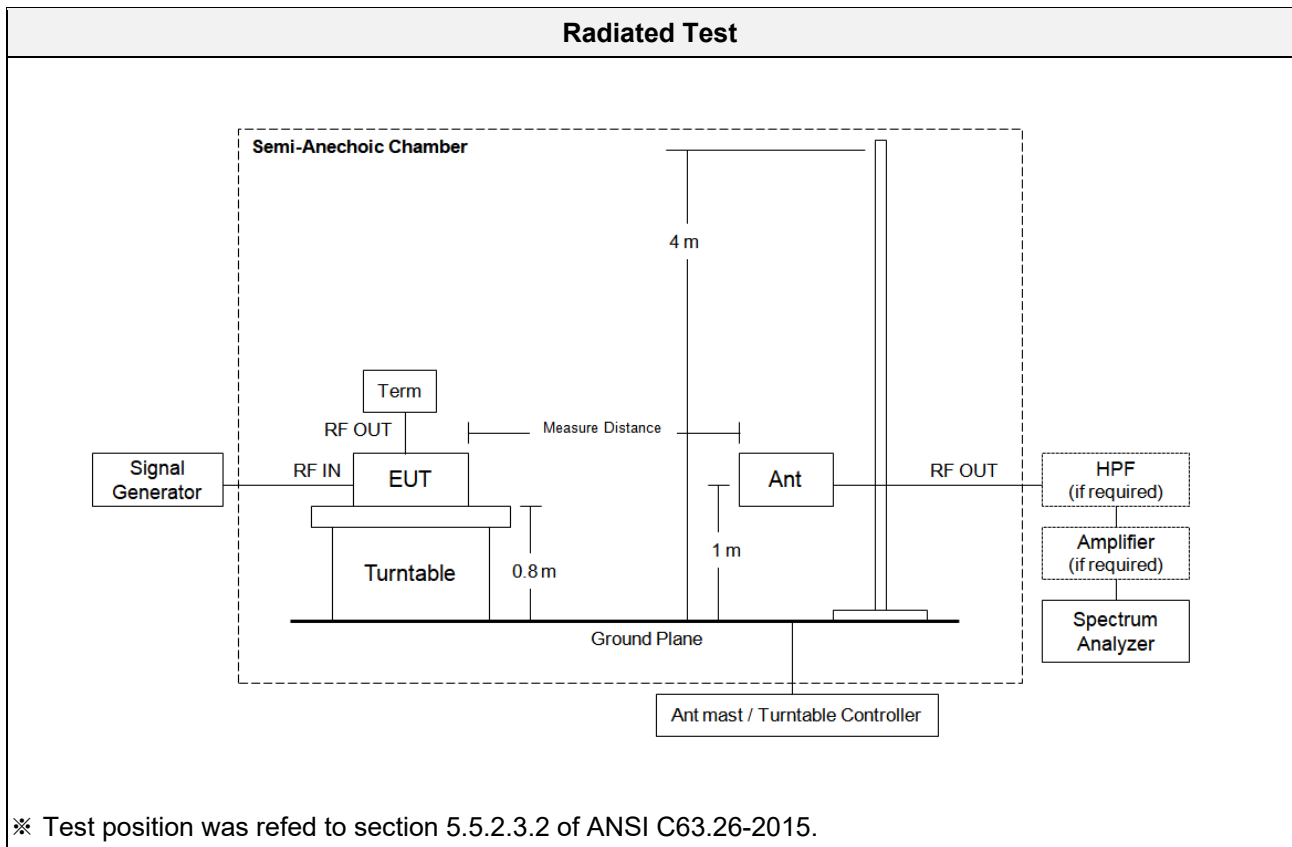 Radiated Test
Semi-Anechoic Chamber
4 m
Term
RF OUT
Measure Distance
Signal
Generator
RF IN
EUT
Ant
RF OUT
HPF
(if required)
Turntable
0.8 m
1 m
Amplifier
(if required)
Ground Plane
Spectrum
Analyzer
Ant mast / Turntable Controller
※ Test position was refed to section 5.5.2.3.2 of ANSI C63.26-2015.